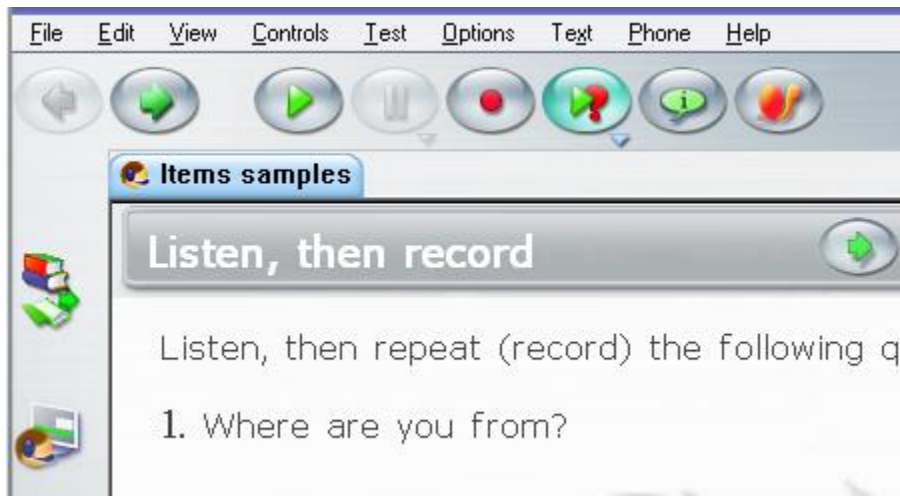 File Edit View Controls Test Options Text Phone Help
Items samples
Listen, then record
Listen, then repeat (record) the following q
1. Where are you from?